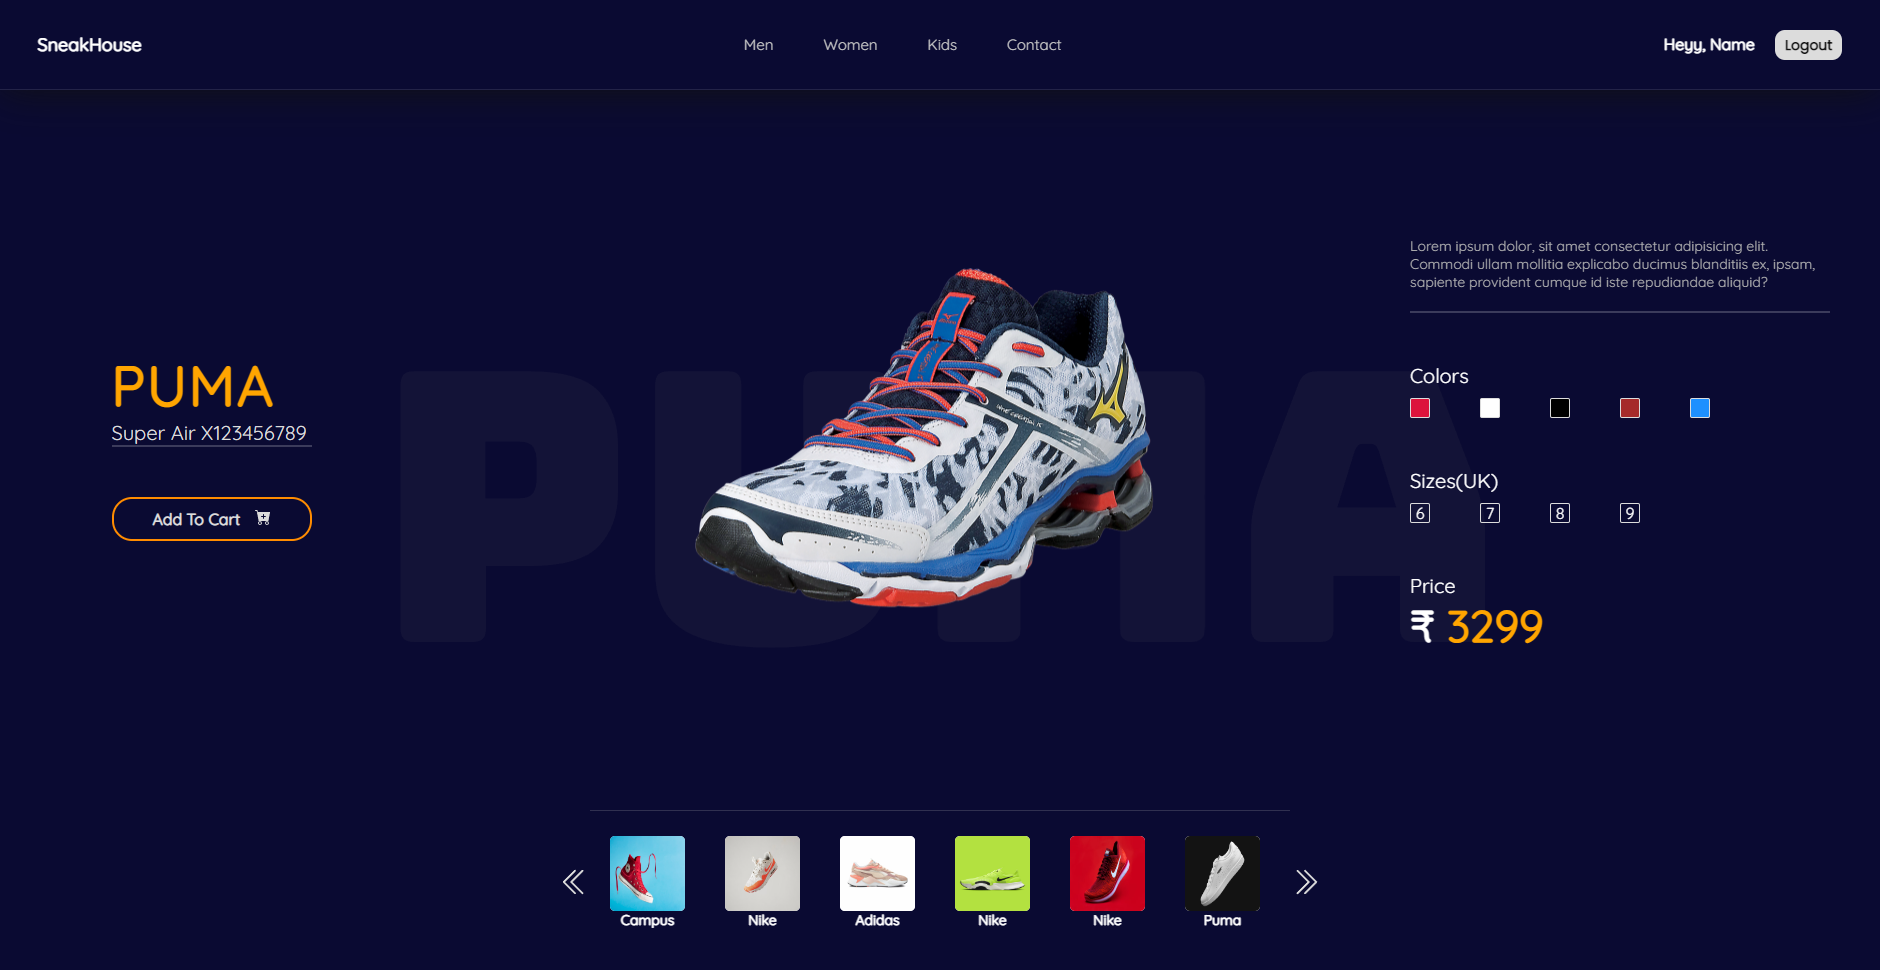 SneakHouse
Men Women Kids Contact
Heyy, Name Logout
PUMA
Super Air X123456789
Add To Cart
PUMA
Lorem ipsum dolor, sit amet consectetur adipisicing elit.
Commodi ullam mollitia explicabo ducimus blanditiis ex, ipsam,
sapiente provident cumque id iste repudiandae aliquid?
Colors
Sizes(UK)
6 7 8 9
Price
₹ 3299
Campus Nike Adidas Nike Nike Puma